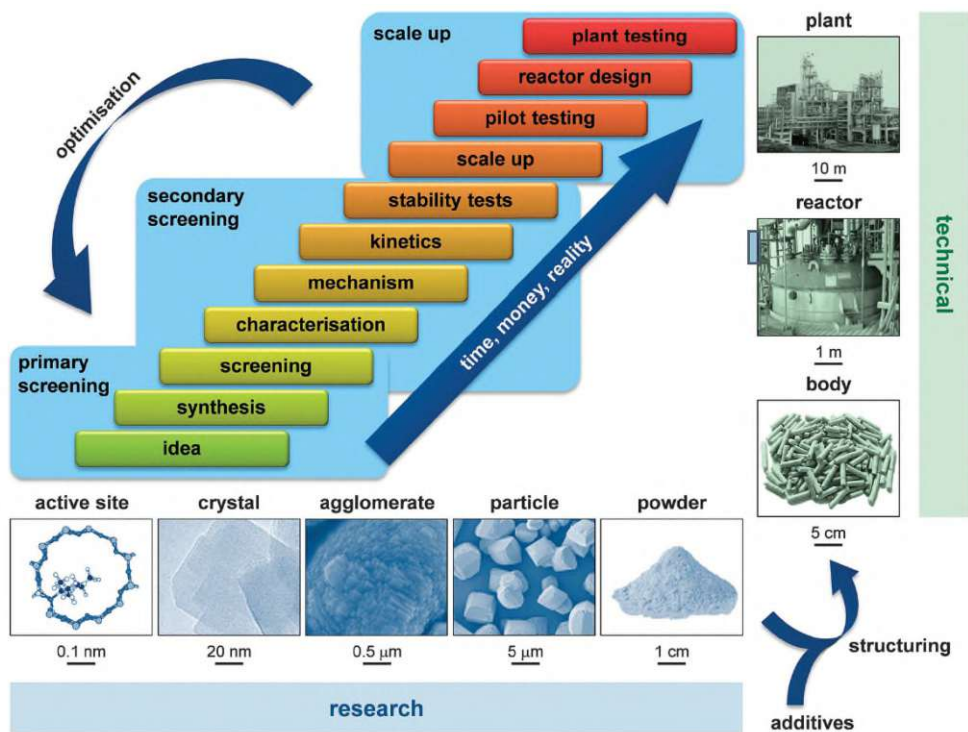 scale up
plant testing
reactor design
pilot testing
scale up
optimisation
secondary
screening
stability tests
kinetics
mechanism
characterisation
primary
screening
screening
synthesis
idea
time, money, reality
plant
10 m
reactor
1 m
body
5 cm
technical
active site
crystal
agglomerate
particle
powder
0.1 nm
20 nm
0.5 μm
5 μm
1 cm
research
structuring
additives